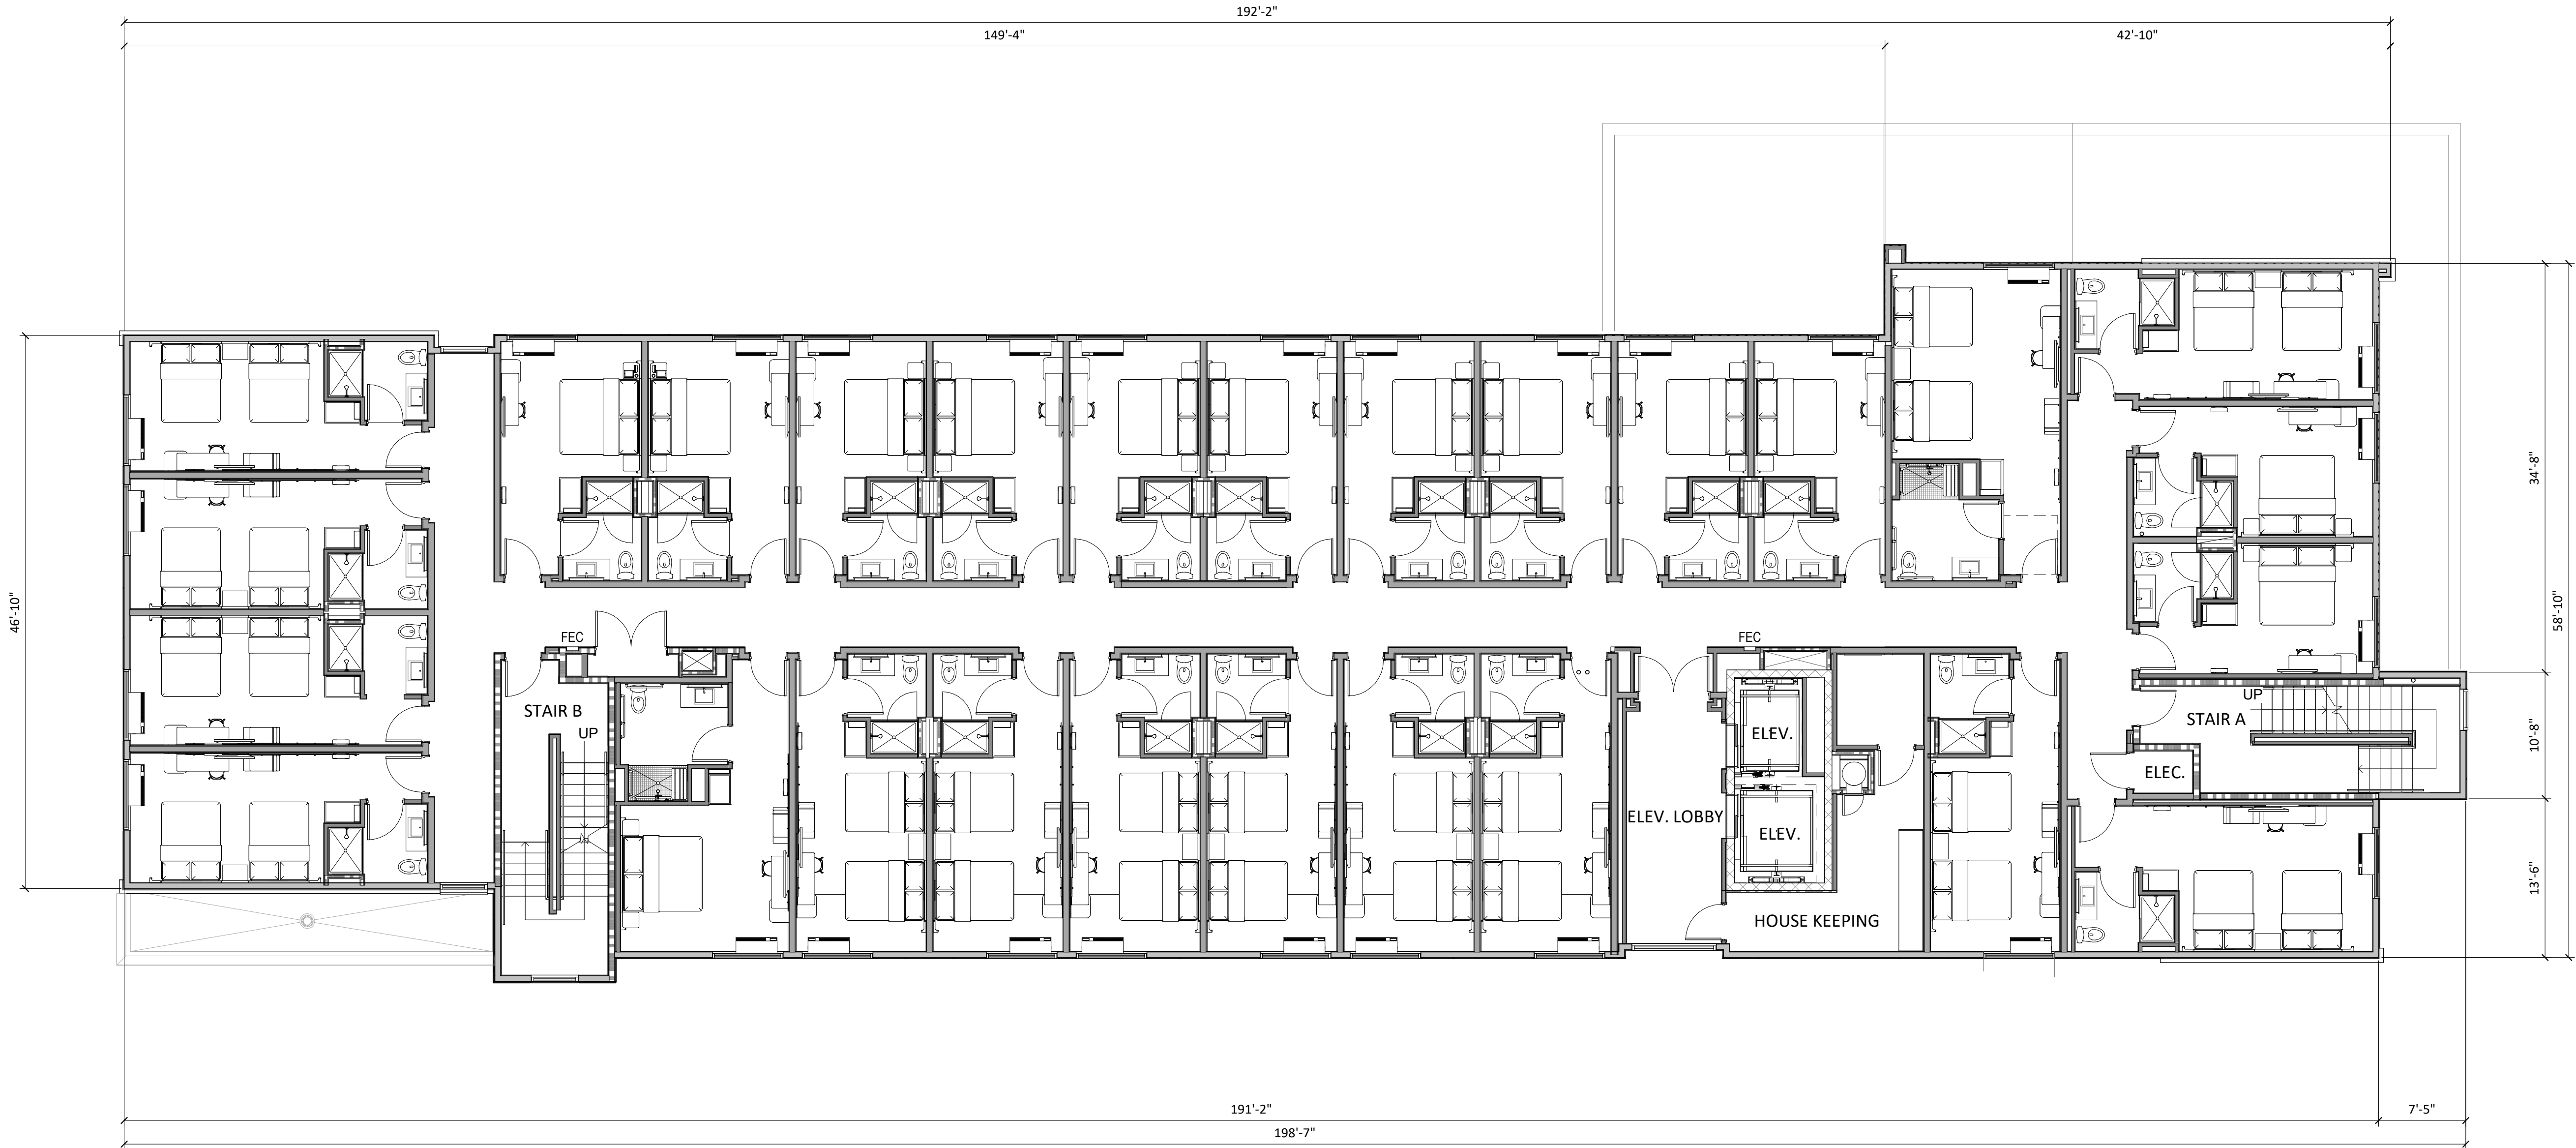 192'-2"
149'-4"
42'-10"
34'-8"
46'-10"
58'-10"
FEC
FEC
STAIR B
UP
UP
STAIR A
ELEV.
10'-8"
ELEC.
ELEV. LOBBY
ELEV.
13'-6"
HOUSE KEEPING
191'-2"
7'-5"
198'-7"